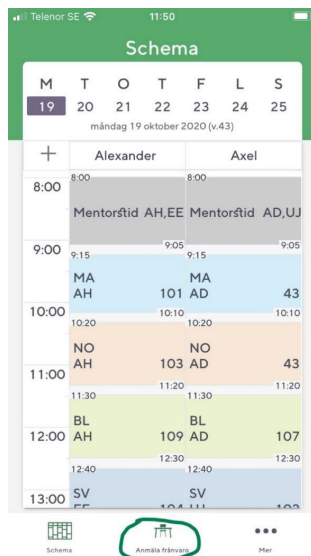 Telenor SE 11:50
Schema
M T O T F L S
19 20 21 22 23 24 25
måndag 19 oktober 2020 (v.43)
+ Alexander Axel
8:00 8:00 8:00
Mentorstid AH,EE Mentorstid AD,UJ
9:05 9:05
9:00 9:15 9:15
MA MA
AH 101 AD 43
10:10 10:10
10:00 10:20 10:20
NO NO
AH 103 AD 43
11:20 11:20
11:00 11:30 11:30
BL BL
12:00 AH 109 AD 107
12:30 12:30
12:40 12:40
13:00 SV SV
Schema Anmäla frånvaro Mer